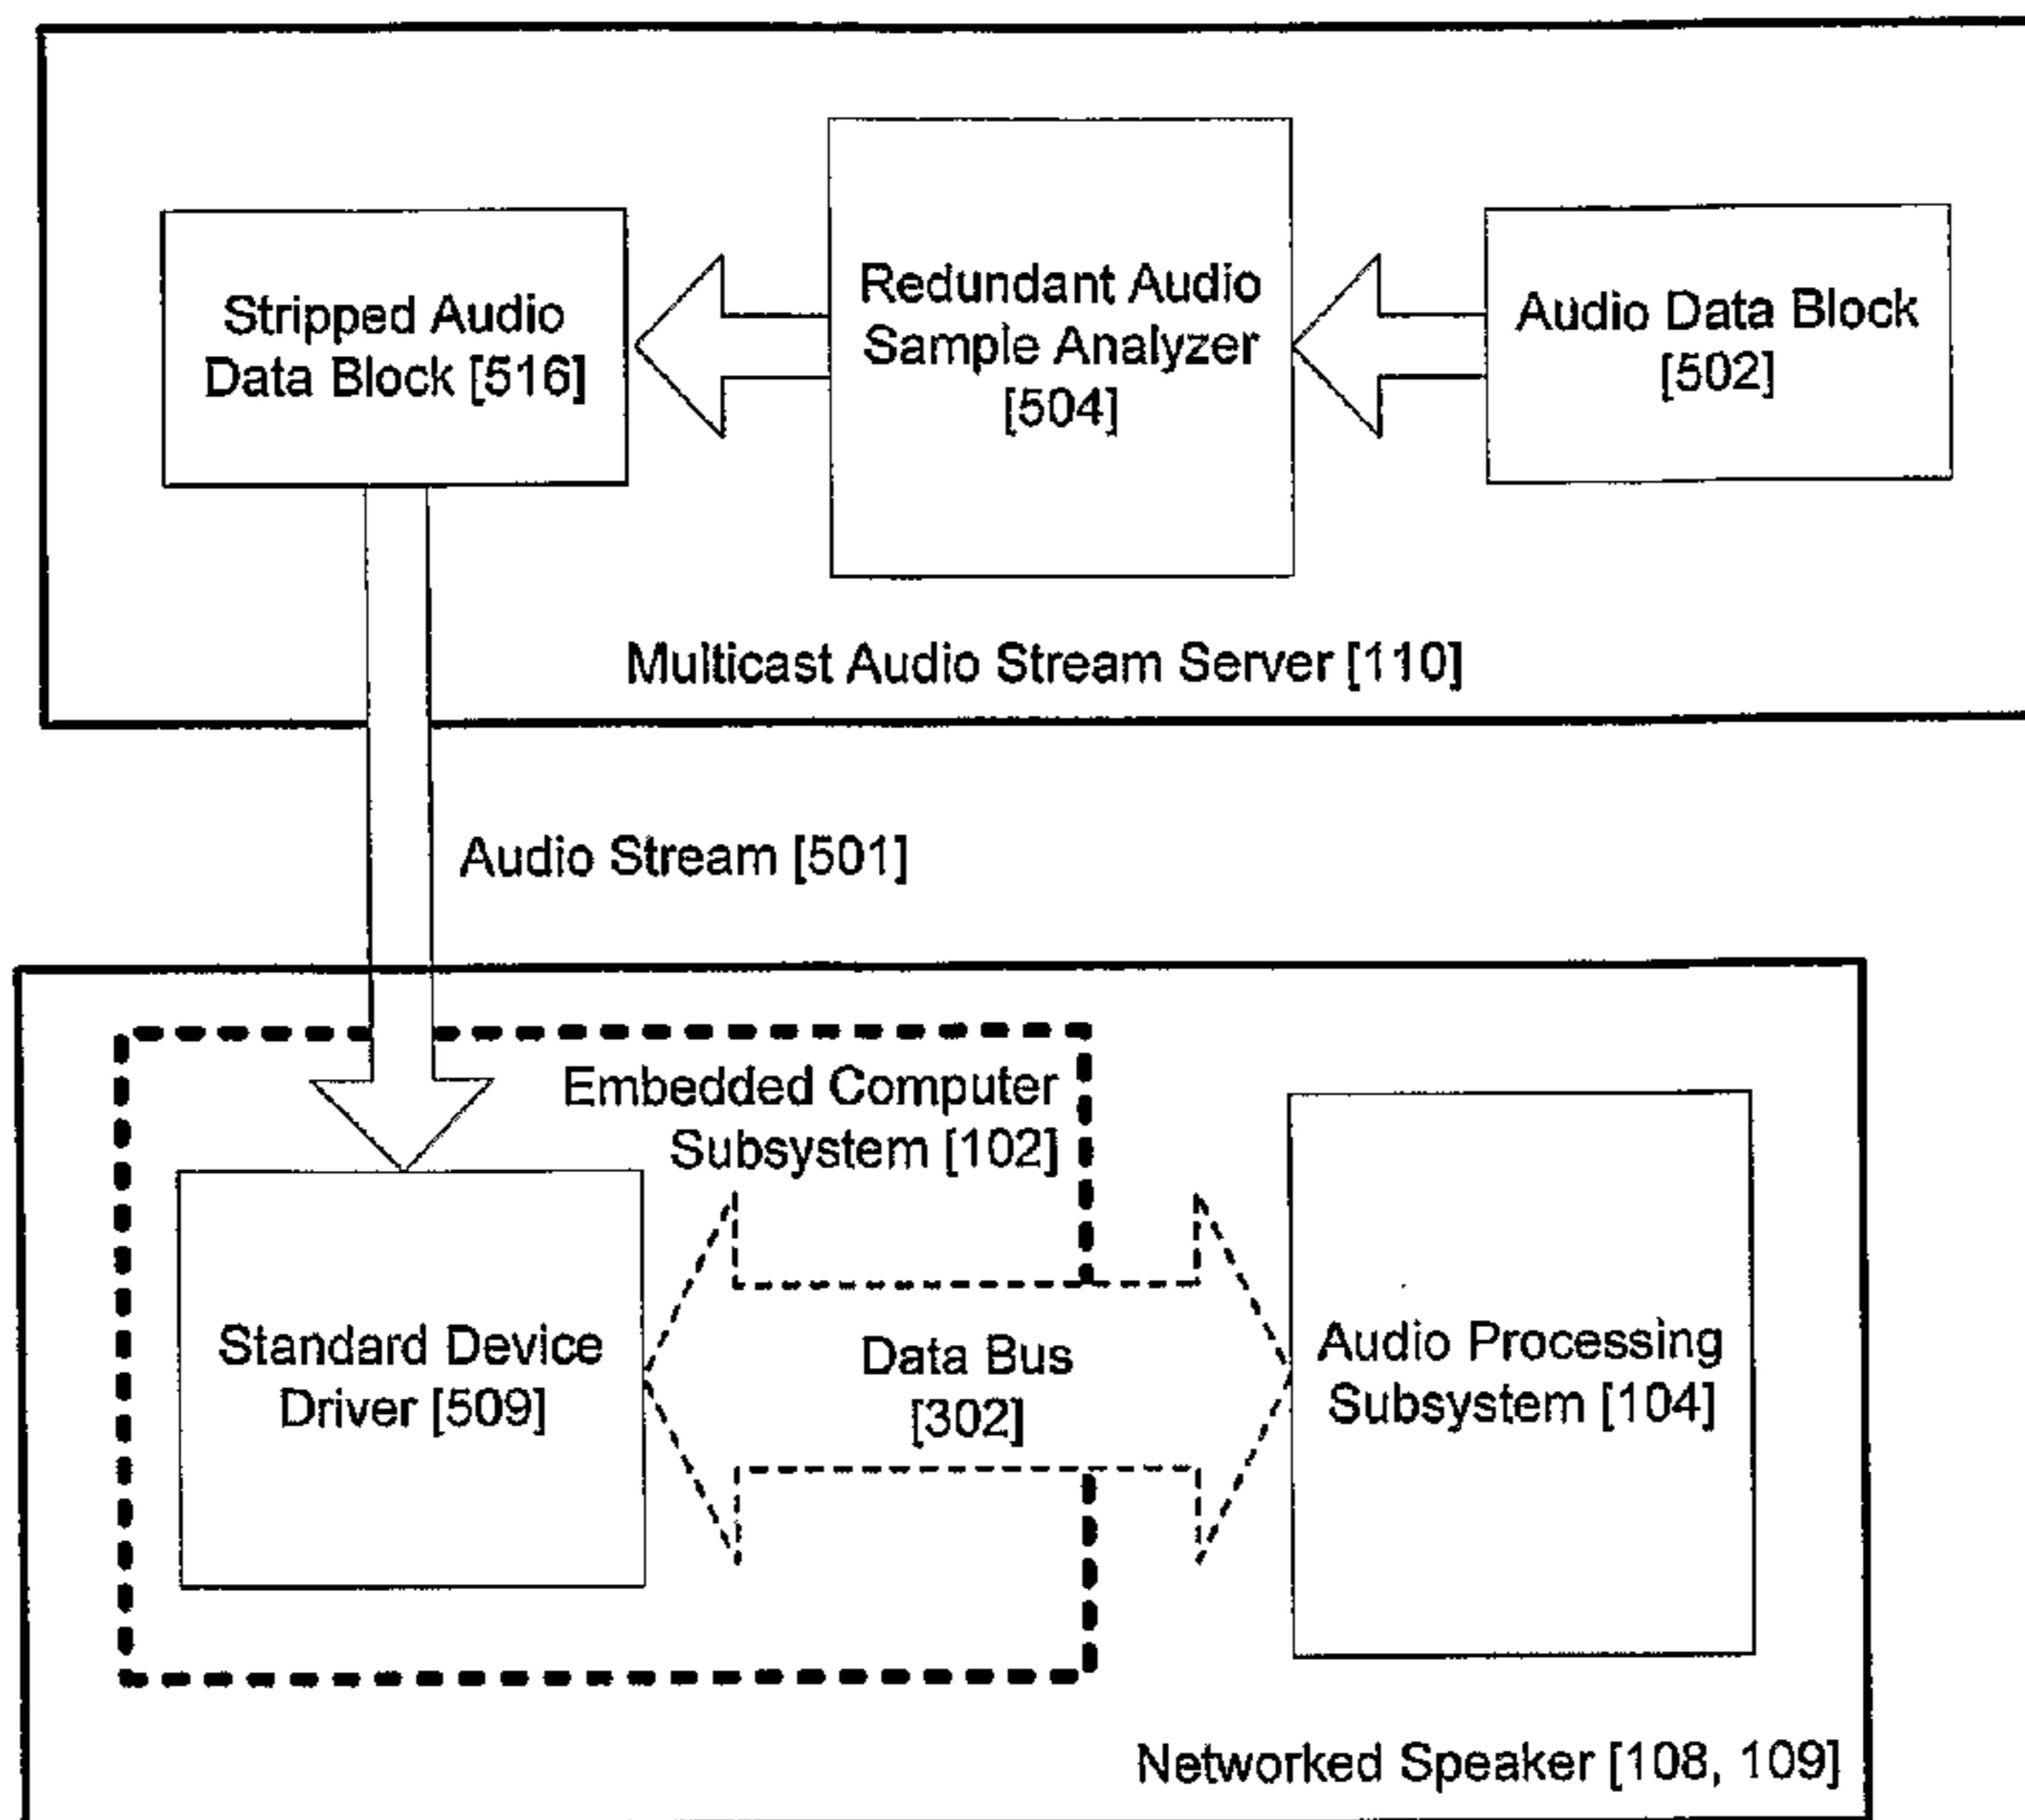 Stripped Audio
Data Block [516]
Redundant Audio
Sample Analyzer
[504]
Audio Data Block
[502]
Multicast Audio Stream Server [110]
Audio Stream [501]
Embedded Computer
Subsystem [102]
Standard Device
Driver [509]
Data Bus
[302]
Audio Processing
Subsystem [104]
Networked Speaker [108, 109]